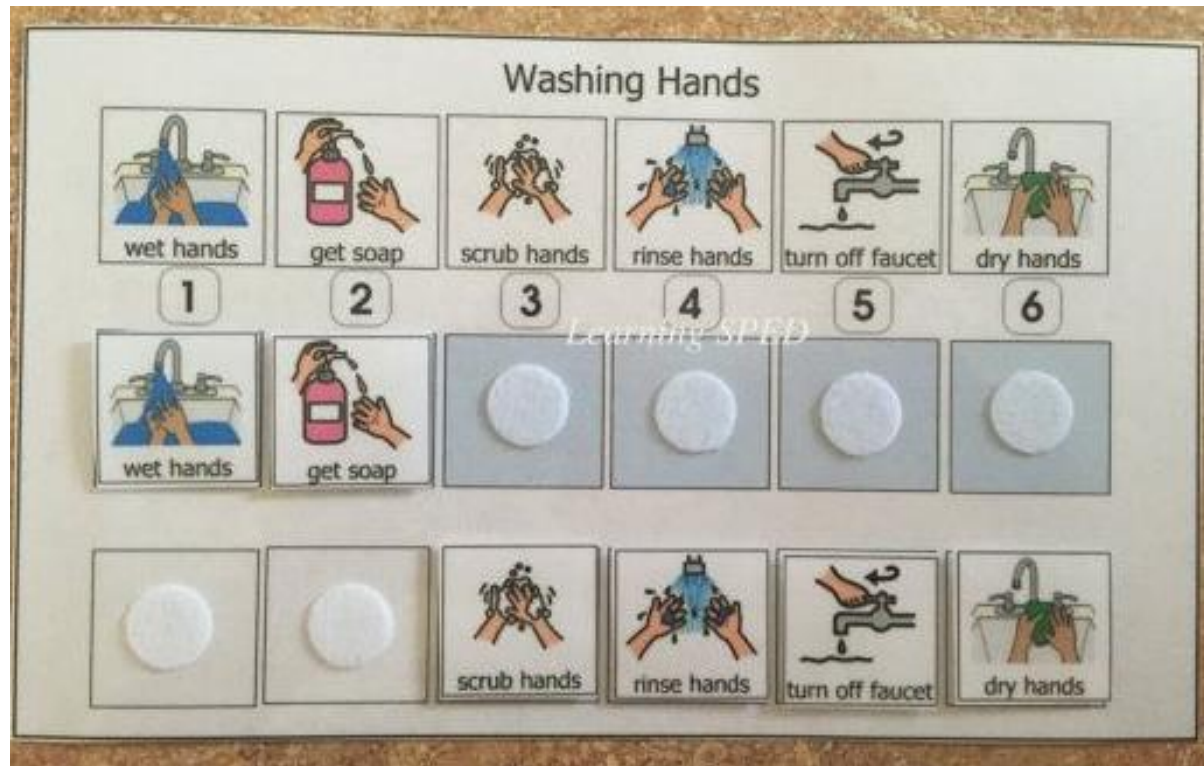 Washing Hands
wet hands get soap scrub hands rinse hands turn off faucet dry hands
1 2 3 4 5 6
Learning SPED
wet hands get soap
scrub hands rinse hands turn off faucet dry hands